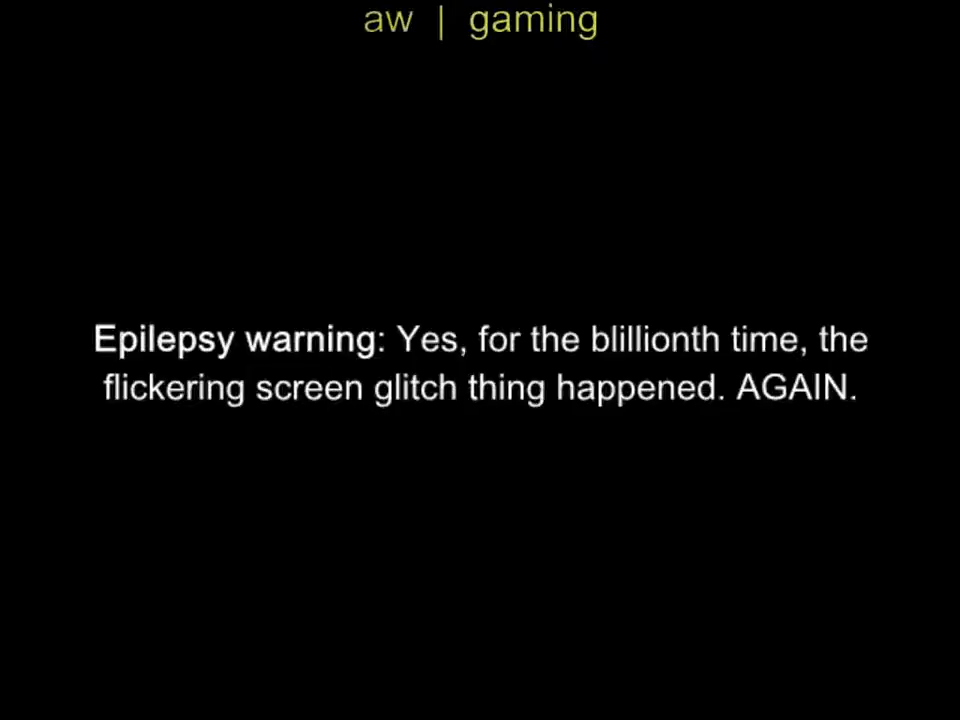 aw | gaming
Epilepsy warning: Yes, for the blillionth time, the
flickering screen glitch thing happened. AGAIN.